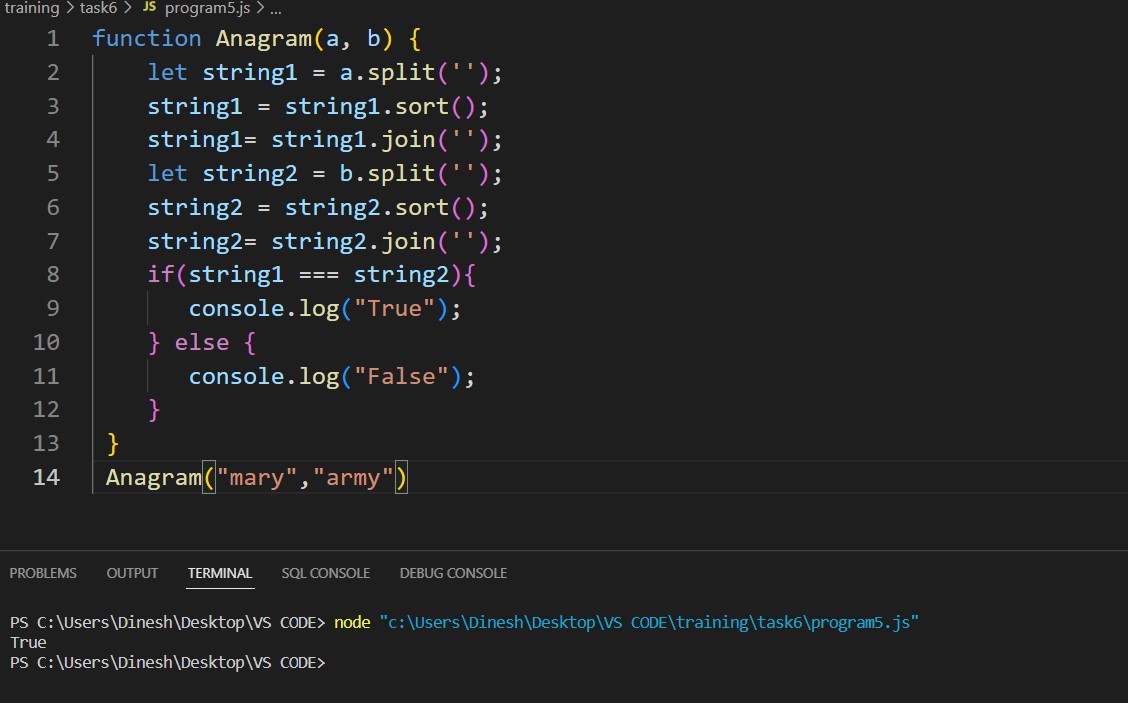 training > task6 > JS program5.js > ...
1 function Anagram(a, b) {
2     let string1 = a.split('');
3     string1 = string1.sort();
4     string1= string1.join('');
5     let string2 = b.split('');
6     string2 = string2.sort();
7     string2= string2.join('');
8     if(string1 === string2){
9        console.log("True");
10     } else {
11        console.log("False");
12     }
13  }
14  Anagram("mary","army")
PROBLEMS OUTPUT TERMINAL SQL CONSOLE DEBUG CONSOLE
PS C:\Users\Dinesh\Desktop\VS CODE> node "c:\Users\Dinesh\Desktop\VS CODE\training\task6\program5.js"
True
PS C:\Users\Dinesh\Desktop\VS CODE>